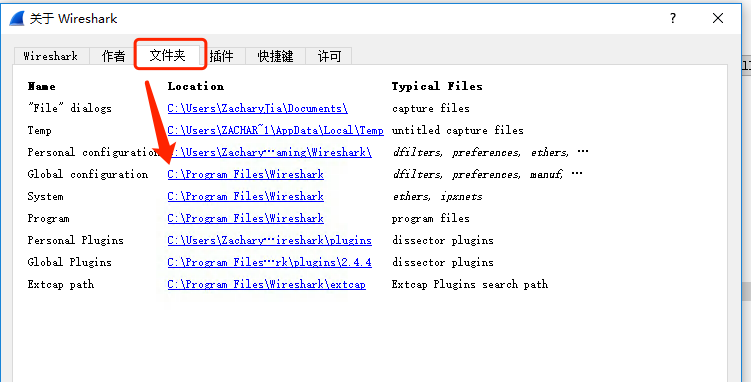 关于 Wireshark
? ×
Wireshark 作者 文件夹 插件 快捷键 许可
Name Location Typical Files
"File" dialogs C:\Users\ZacharyJia\Documents\ capture files
Temp C:\Users\ZACHAR~1\AppData\Local\Temp untitled capture files
Personal configuration C:\Users\Zachary⋯aming\Wireshark\ dfilters, preferences, ethers, ⋯
Global configuration C:\Program Files\Wireshark dfilters, preferences, manuf, ⋯
System C:\Program Files\Wireshark ethers, ipxnets
Program C:\Program Files\Wireshark program files
Personal Plugins C:\Users\Zachary⋯ireshark\plugins dissector plugins
Global Plugins C:\Program Files⋯rk\plugins\2.4.4 dissector plugins
Extcap path C:\Program Files\Wireshark\extcap Extcap Plugins search path